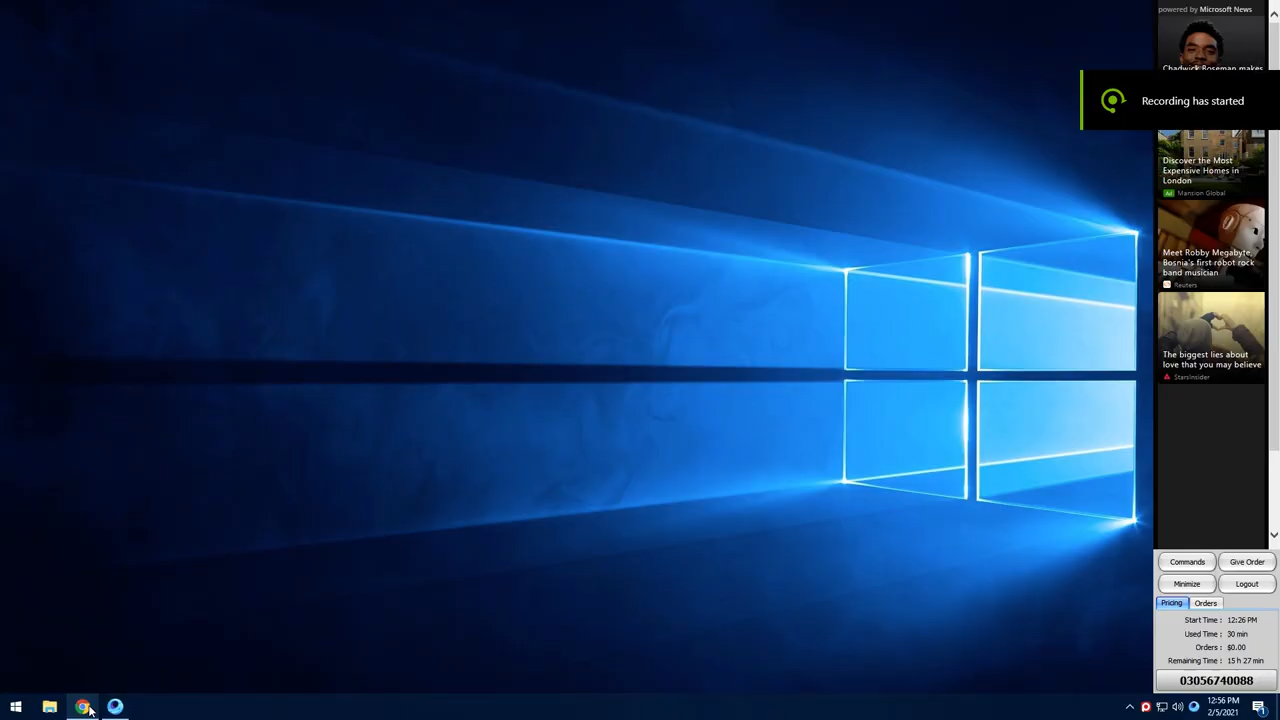 powered by Microsoft News
Chadwick Boseman makes
Recording has started
Discover the Most
Expensive Homes in
London
Ad Mansion Global
Meet Robby Megabyte,
Bosnia's first robot rock
band musician
Reuters
The biggest lies about
love that you may believe
StarsInsider
Commands
Give Order
Minimize
Logout
Pricing
Orders
Start Time : 12:26 PM
Used Time : 30 min
Orders : $0.00
Remaining Time : 15 h 27 min
03056740088
12:56 PM
2/5/2021
1